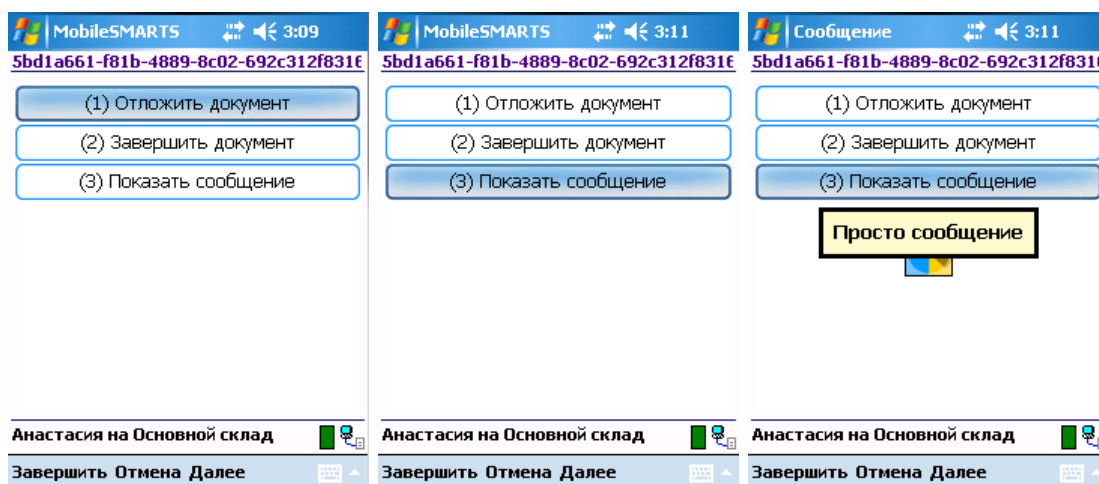 MobileSMARTS 3:09
5bd1a661-f81b-4889-8c02-692c312f831f
(1) Отложить документ
(2) Завершить документ
(3) Показать сообщение
Анастасия на Основной склад
Завершить Отмена Далее
MobileSMARTS 3:11
5bd1a661-f81b-4889-8c02-692c312f831f
(1) Отложить документ
(2) Завершить документ
(3) Показать сообщение
Анастасия на Основной склад
Завершить Отмена Далее
Сообщение 3:11
5bd1a661-f81b-4889-8c02-692c312f831
(1) Отложить документ
(2) Завершить документ
(3) Показать сообщение
Просто сообщение
Анастасия на Основной склад
Завершить Отмена Далее